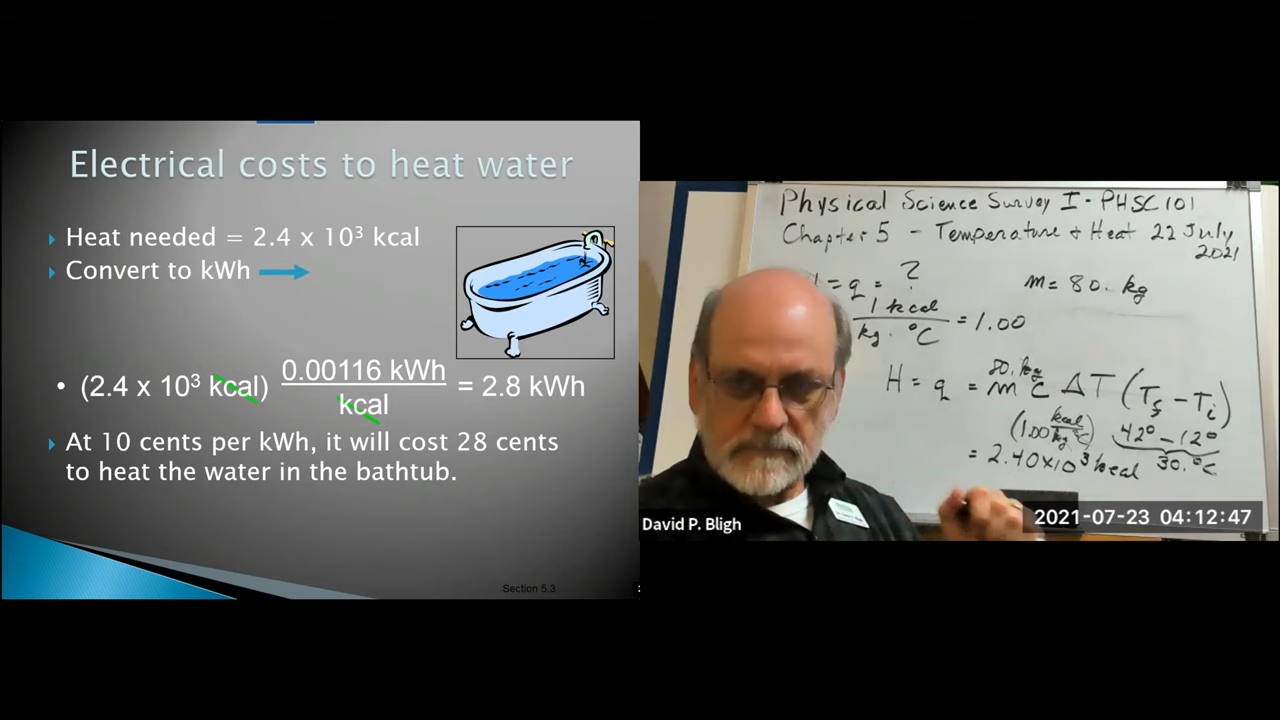 Electrical costs to heat water
Heat needed = 2.4 x 10³ kcal
Convert to kWh
• (2.4 x 10³ kcal) 0.00116 kWh = 2.8 kWh
kcal
At 10 cents per kWh, it will cost 28 cents
to heat the water in the bathtub.
Section 5.3
Physical Science Survey I - PHSC 101
Chapter 5 - Temperature & Heat 22 July
2021
= q = ?
m = 80. kg
1 kcal
kg · °C
= 1.00
80. kg
H = q = m C ΔT (Tf - Ti)
(1.00 kcal/kg °C) 42° - 12°
= 2.40 x 10³ kcal 30. °C
David P. Bligh
2021-07-23 04:12:47